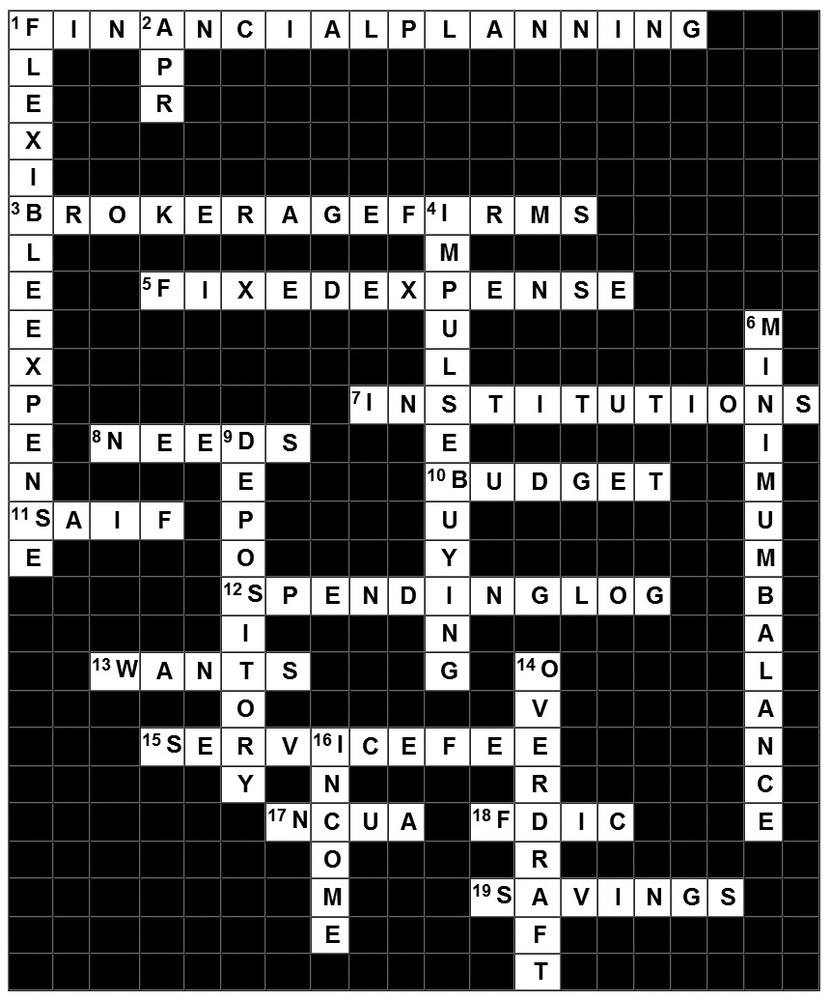 1F I N 2A N C I A L P L A N N I N G
L P
E R
X
I
3B R O K E R A G E F 4I R M S
L M
E 5F I X E D E X P E N S E
E U 6M
X L I
P 7I N S T I T U T I O N S
E 8N E E 9D S E I
N E 10B U D G E T M
11S A I F P U U
E O Y M
12S P E N D I N G L O G B
I N A
13W A N T S G 14O L
O V A
15S E R V 16I C E F E E N
Y N R C
17N C U A 18F D I C E
O R
M 19S A V I N G S
E F
T